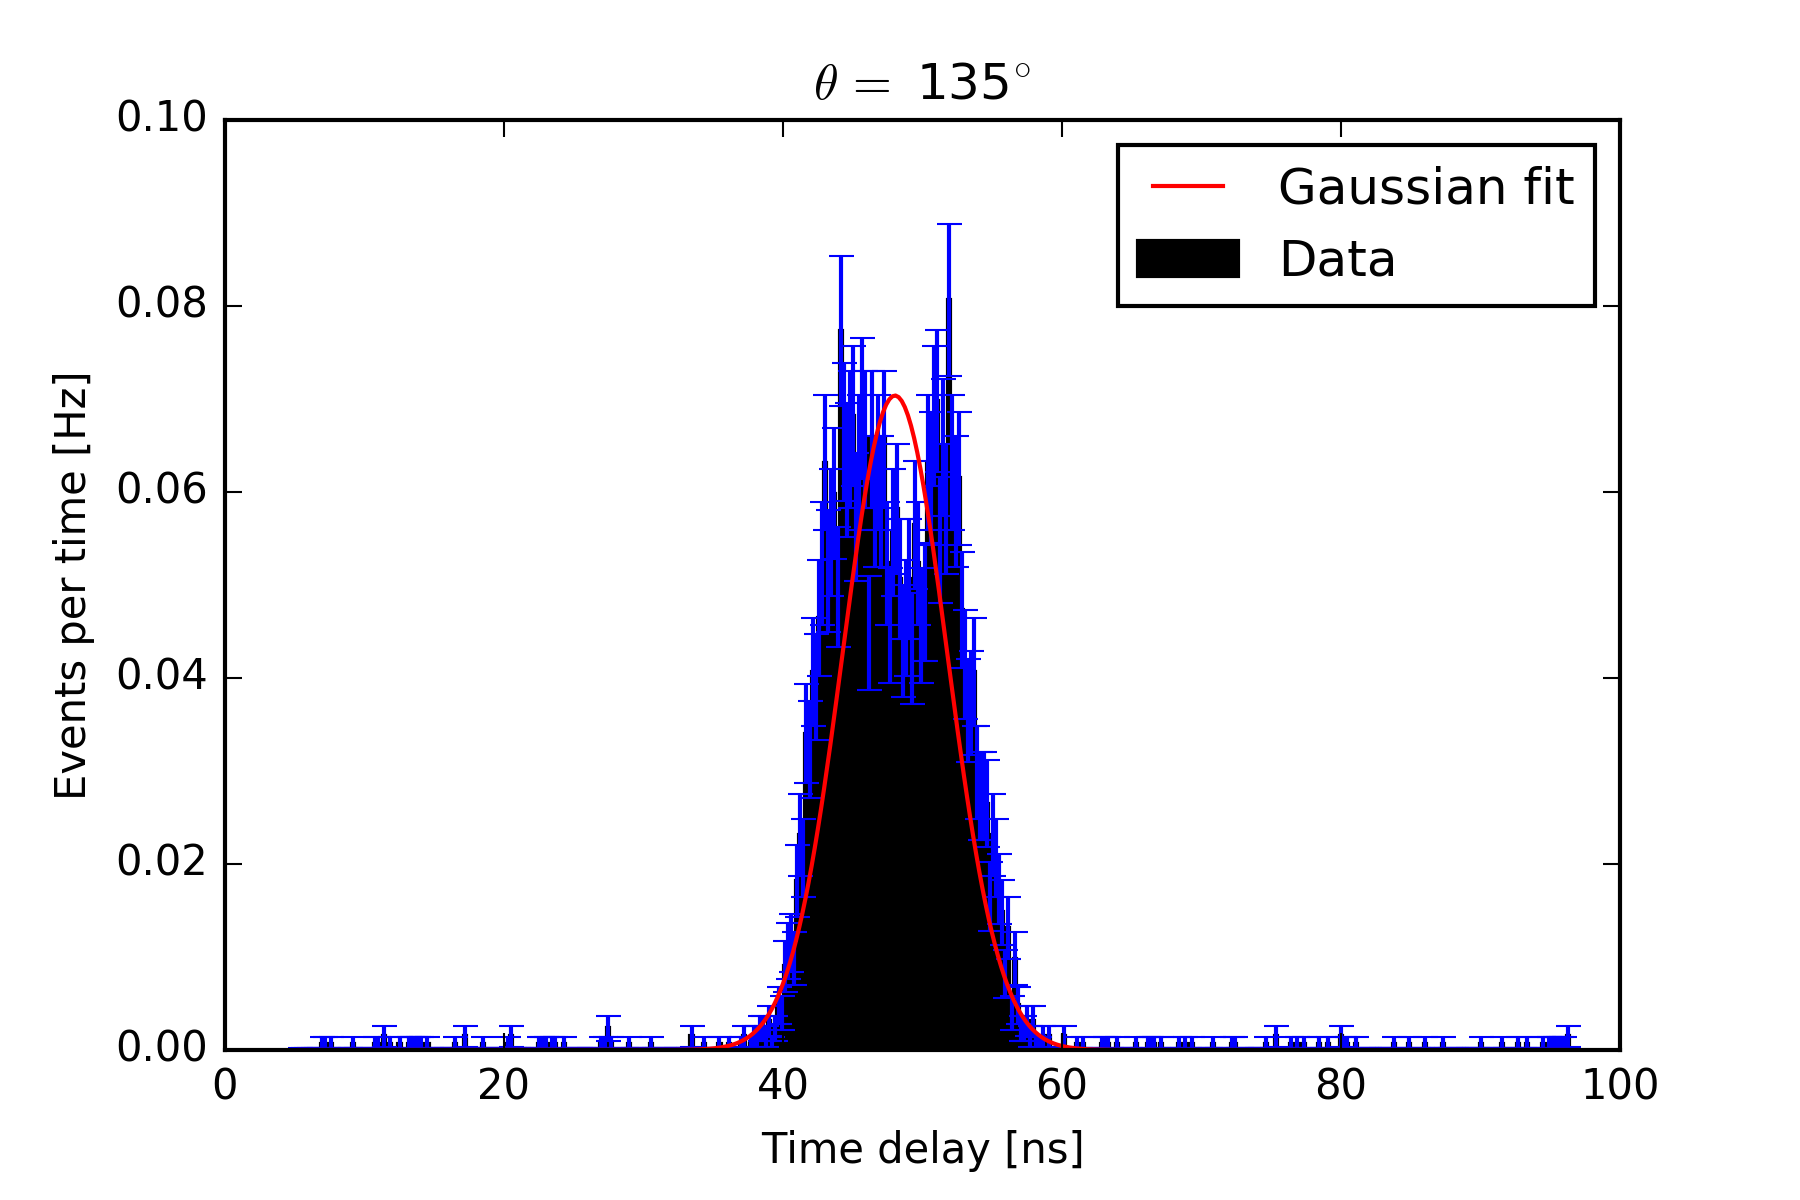 θ = 135°
0.10
0.08
0.06
0.04
0.02
0.00
Events per time [Hz]
Gaussian fit
Data
0 20 40 60 80 100
Time delay [ns]